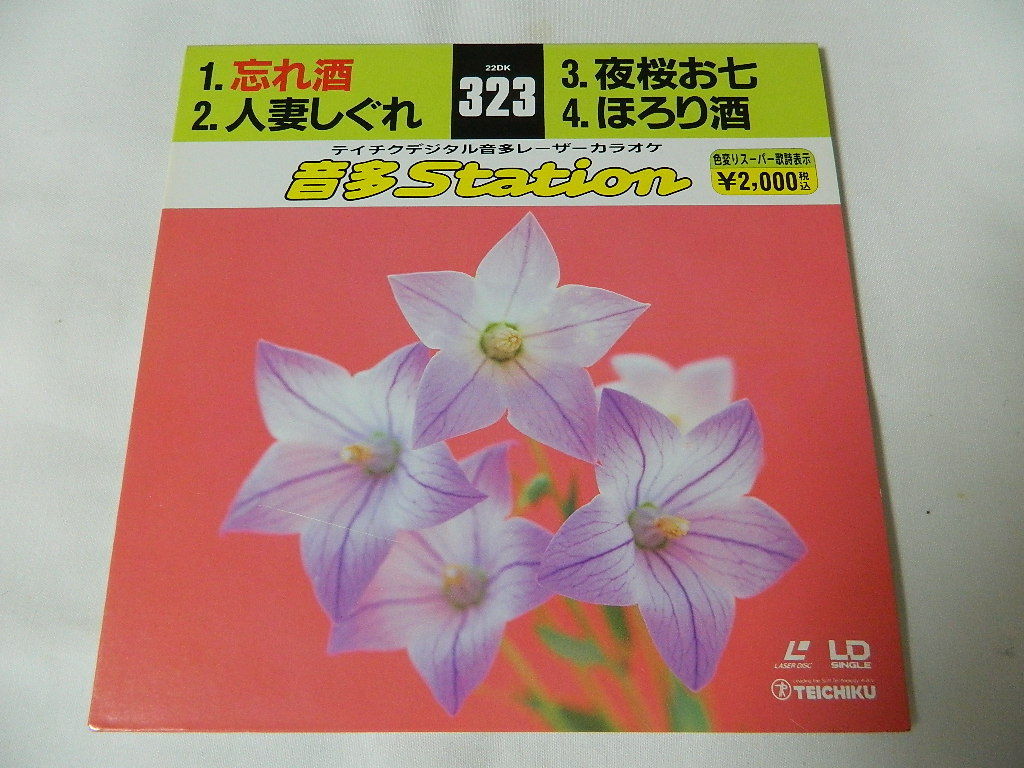 1. 忘れ酒
2. 人妻しぐれ
22DK
323
3. 夜桜お七
4. ほろり酒
テイチクデジタル音多レーザーカラオケ
音多Station
色変りスーパー歌詩表示
¥2,000税込
LASER DISC
LD
SINGLE
TEICHIKU